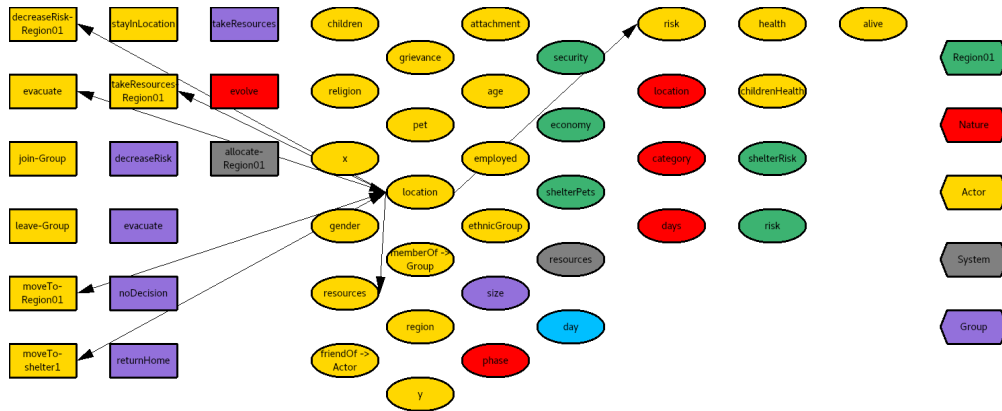 decreaseRisk-
Region01
stayInLocation
takeResources
children
attachment
risk
health
alive
grievance
security
Region01
evacuate
takeResources-
Region01
evolve
religion
age
location
childrenHealth
pet
economy
Nature
join-Group
decreaseRisk
allocate-
Region01
x
employed
category
shelterRisk
location
shelterPets
Actor
leave-Group
evacuate
gender
ethnicGroup
days
risk
memberOf ->
Group
resources
System
moveTo-
Region01
noDecision
resources
size
region
day
Group
moveTo-
shelter1
returnHome
friendOf ->
Actor
phase
y